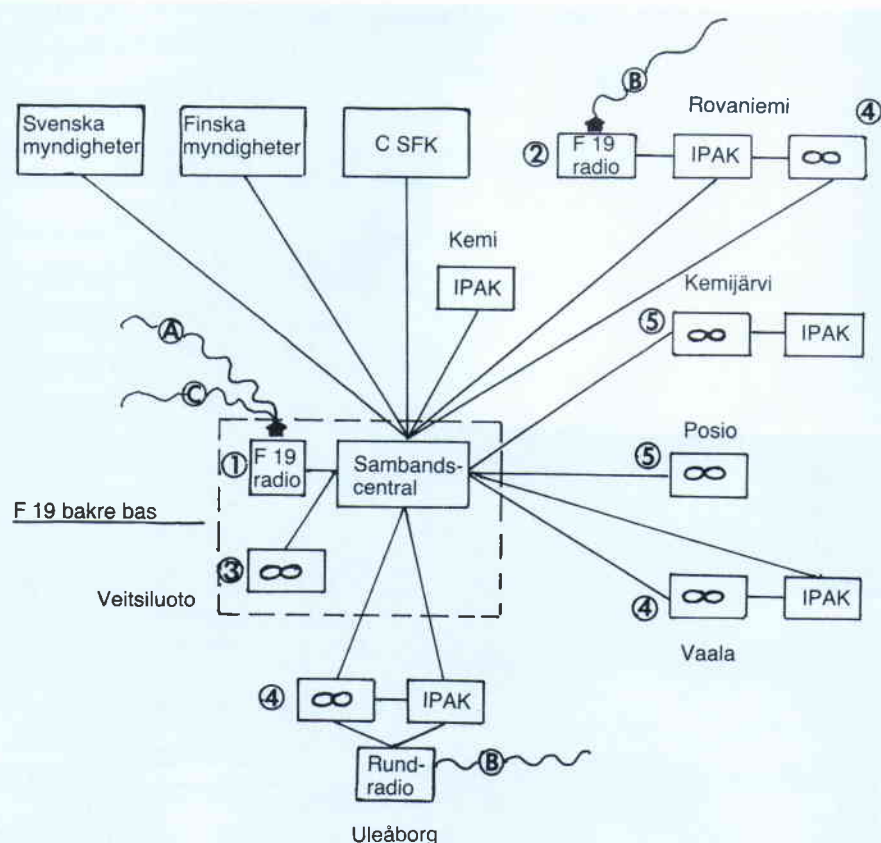 Svenska
myndigheter
Finska
myndigheter
C SFK
Ⓑ
Rovaniemi
④
②
F 19
radio
IPAK
∞
Kemi
IPAK
Kemijärvi
⑤
∞
IPAK
Ⓐ
Ⓒ
①
F 19
radio
Sambands-
central
Posio
⑤
∞
F 19 bakre bas
③
∞
Veitsiluoto
④
∞
IPAK
Vaala
④
∞
IPAK
Rund-
radio
Ⓑ
Uleåborg